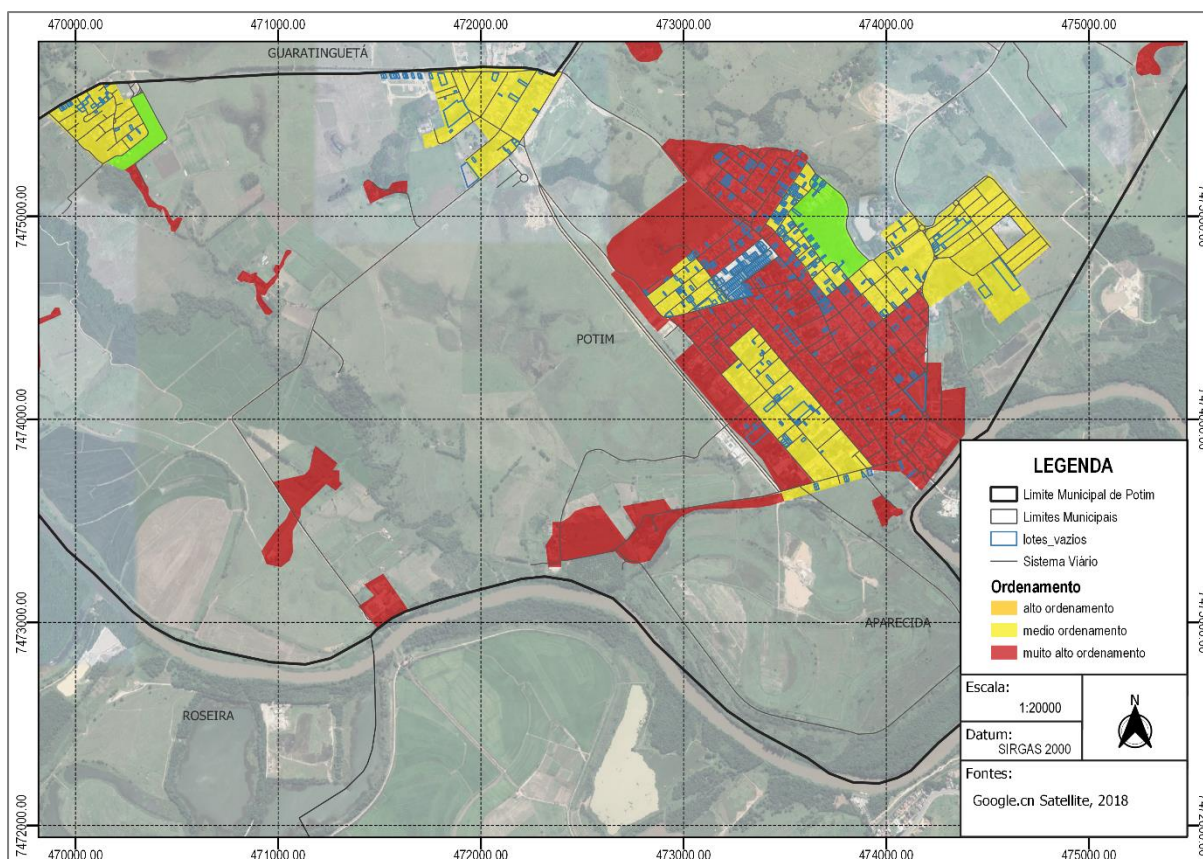 470000.00 471000.00 472000.00 473000.00 474000.00 475000.00
GUARATINGUETÁ
7475000.00
7475000.00
POTIM
7474000.00
7473000.00
APARECIDA
ROSEIRA
7472000.00
LEGENDA
Limite Municipal de Potim
Limites Municipais
lotes_vazios
Sistema Viário
Ordenamento
alto ordenamento
medio ordenamento
muito alto ordenamento
Escala:
1:20000
N
Datum:
SIRGAS 2000
Fontes:
Google.cn Satellite, 2018
470000.00 471000.00 472000.00 473000.00 474000.00 475000.00